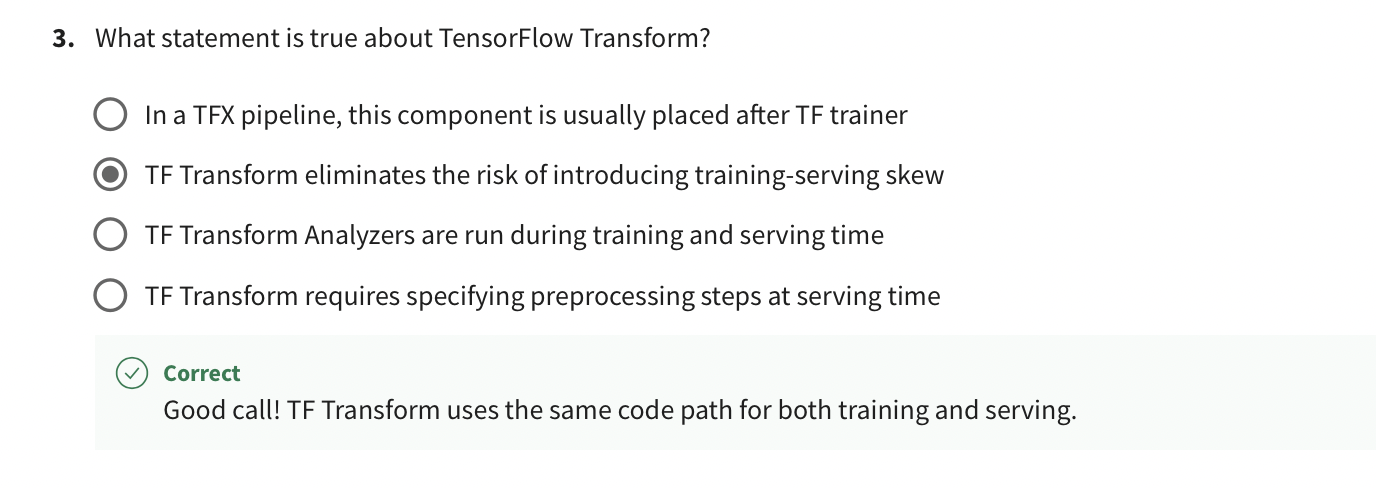 3. What statement is true about TensorFlow Transform?
In a TFX pipeline, this component is usually placed after TF trainer
TF Transform eliminates the risk of introducing training-serving skew
TF Transform Analyzers are run during training and serving time
TF Transform requires specifying preprocessing steps at serving time
Correct
Good call! TF Transform uses the same code path for both training and serving.